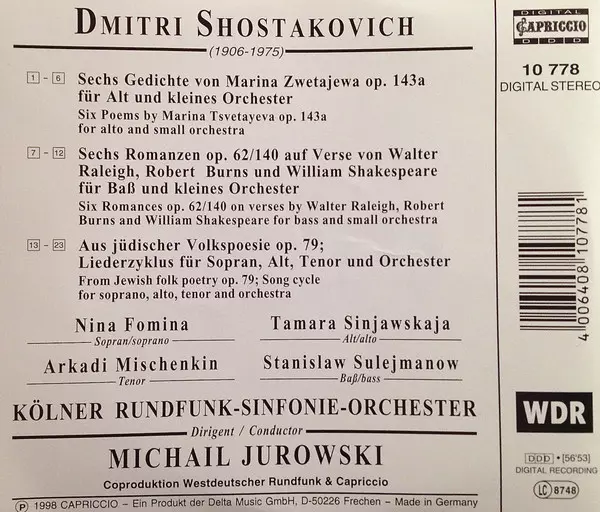 DMITRI SHOSTAKOVICH
(1906-1975)
1 - 6 Sechs Gedichte von Marina Zwetajewa op. 143a
für Alt und kleines Orchester
Six Poems by Marina Tsvetayeva op. 143a
for alto and small orchestra
7 - 12 Sechs Romanzen op. 62/140 auf Verse von Walter
Raleigh, Robert Burns und William Shakespeare
für Baß und kleines Orchester
Six Romances op. 62/140 on verses by Walter Raleigh, Robert
Burns and William Shakespeare for bass and small orchestra
13 - 23 Aus jüdischer Volkspoesie op. 79;
Liederzyklus für Sopran, Alt, Tenor und Orchester
From Jewish folk poetry op. 79; Song cycle
for soprano, alto, tenor and orchestra
Nina Fomina
Sopran/soprano
Tamara Sinjawskaja
Alt/alto
Arkadi Mischenkin
Tenor
Stanislaw Sulejmanow
Baß/bass
KÖLNER RUNDFUNK-SINFONIE-ORCHESTER
Dirigent / Conductor
MICHAIL JUROWSKI
Coproduktion Westdeutscher Rundfunk & Capriccio
Ⓟ 1998 CAPRICCIO – Ein Produkt der Delta Music GmbH, D-50226 Frechen – Made in Germany
DIGITAL
CAPRICCIO
D D D
10 778
DIGITAL STEREO
4 006408 107781
WDR
DDD • [56'53]
DIGITAL RECORDING
LC 8748